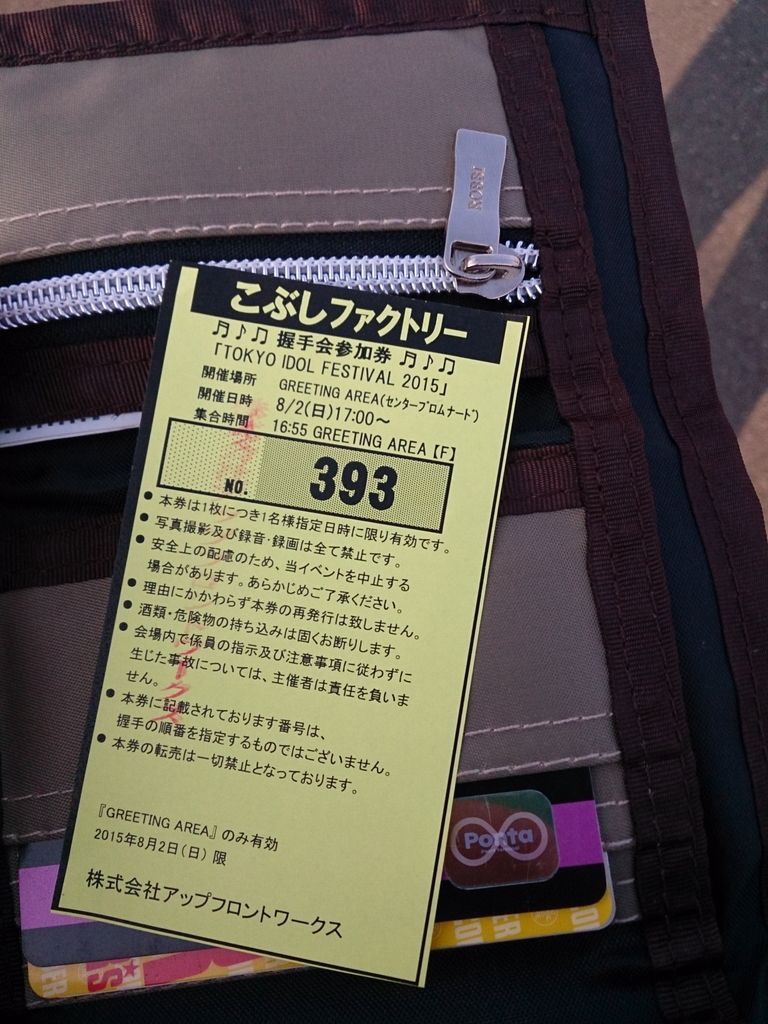 ROBBI
こぶしファクトリー
♬♪♫ 握手会参加券 ♬♪♫
「TOKYO IDOL FESTIVAL 2015」
開催場所 GREETING AREA(センタープロムナード)
開催日時 8/2(日)17:00〜
集合時間 16:55 GREETING AREA【F】
NO. 393
● 本券は1枚につき1名様指定日時に限り有効です。
● 写真撮影及び録音・録画は全て禁止です。
● 安全上の配慮のため、当イベントを中止する
場合があります。あらかじめご了承ください。
● 理由にかかわらず本券の再発行は致しません。
● 酒類・危険物の持ち込みは固くお断りします。
● 会場内で係員の指示及び注意事項に従わずに
生じた事故については、主催者は責任を負いま
せん。
● 本券に記載されております番号は、
握手の順番を指定するものではございません。
● 本券の転売は一切禁止となっております。
『GREETING AREA』のみ有効
2015年8月2日(日)限
株式会社アップフロントワークス
Ponta